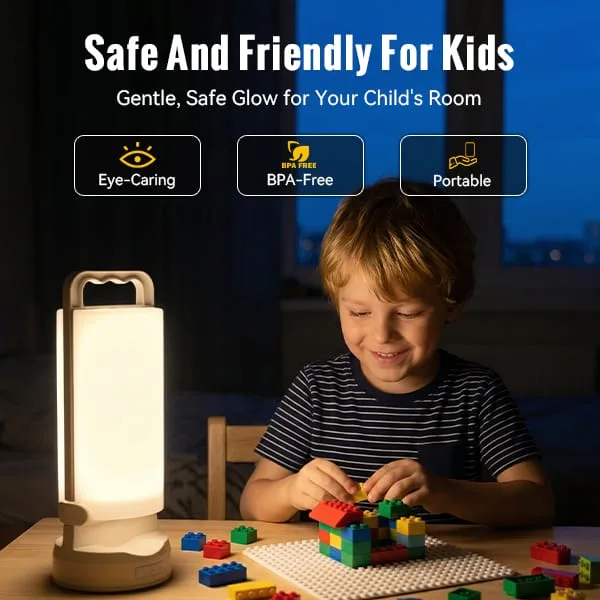 Safe And Friendly For Kids
Gentle, Safe Glow for Your Child's Room
BPA FREE
Eye-Caring
BPA-Free
Portable